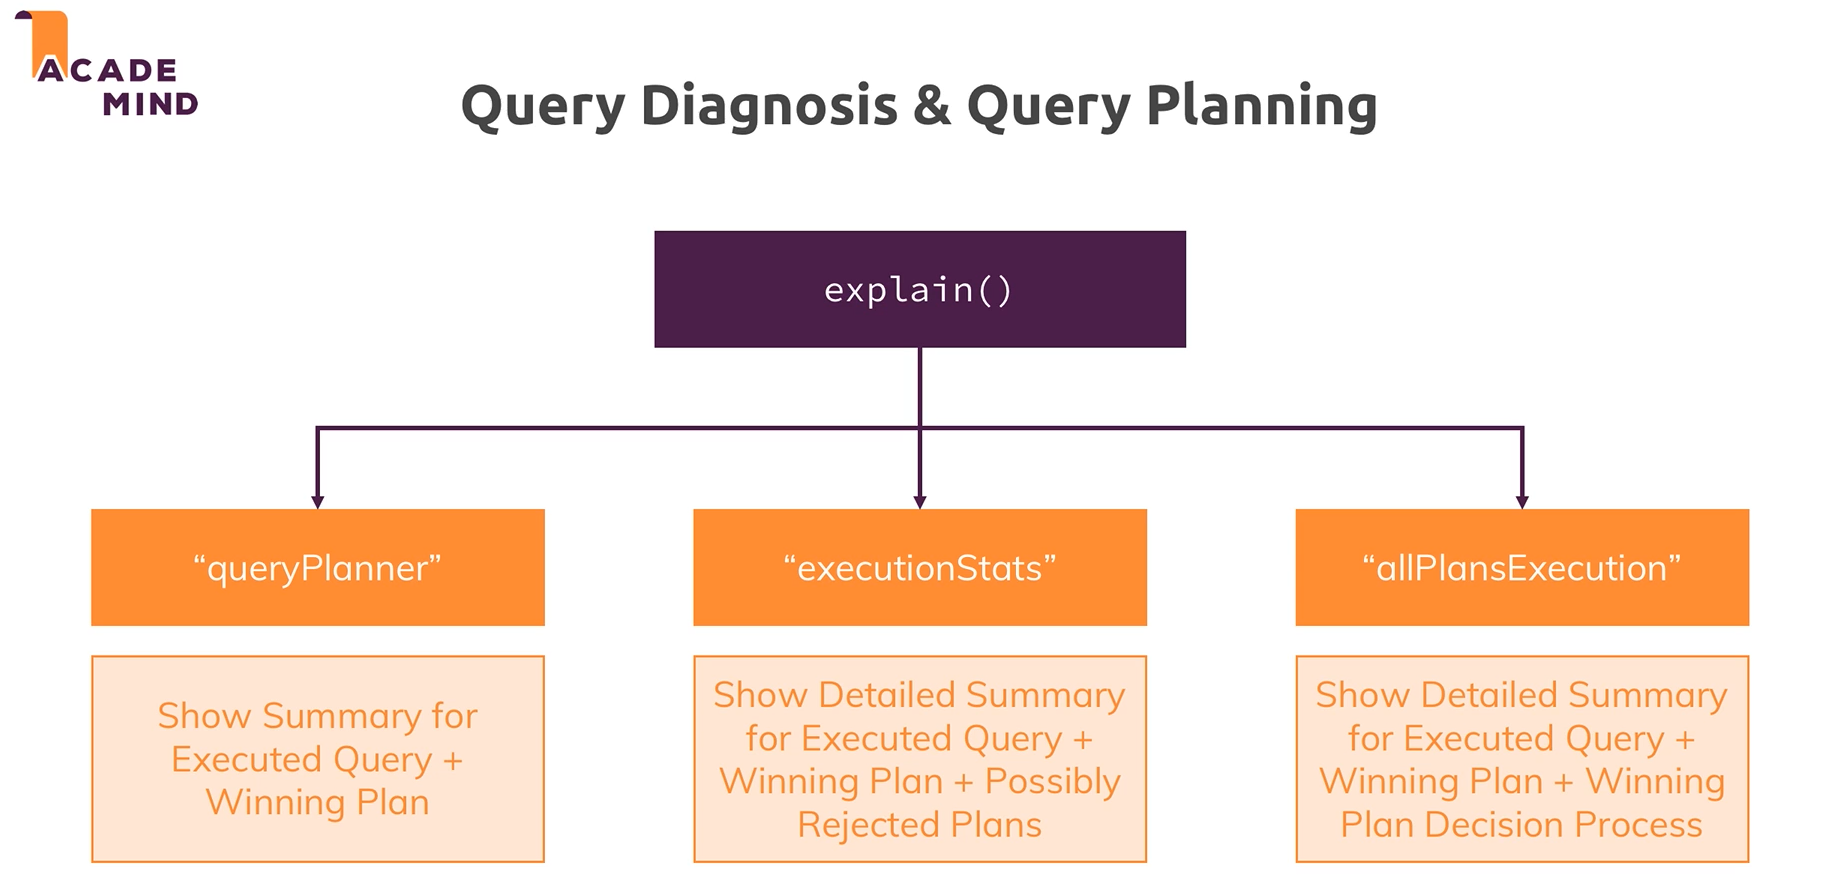 ACADE
MIND
Query Diagnosis & Query Planning
explain()
“queryPlanner”
“executionStats”
“allPlansExecution”
Show Summary for
Executed Query +
Winning Plan
Show Detailed Summary
for Executed Query +
Winning Plan + Possibly
Rejected Plans
Show Detailed Summary
for Executed Query +
Winning Plan + Winning
Plan Decision Process